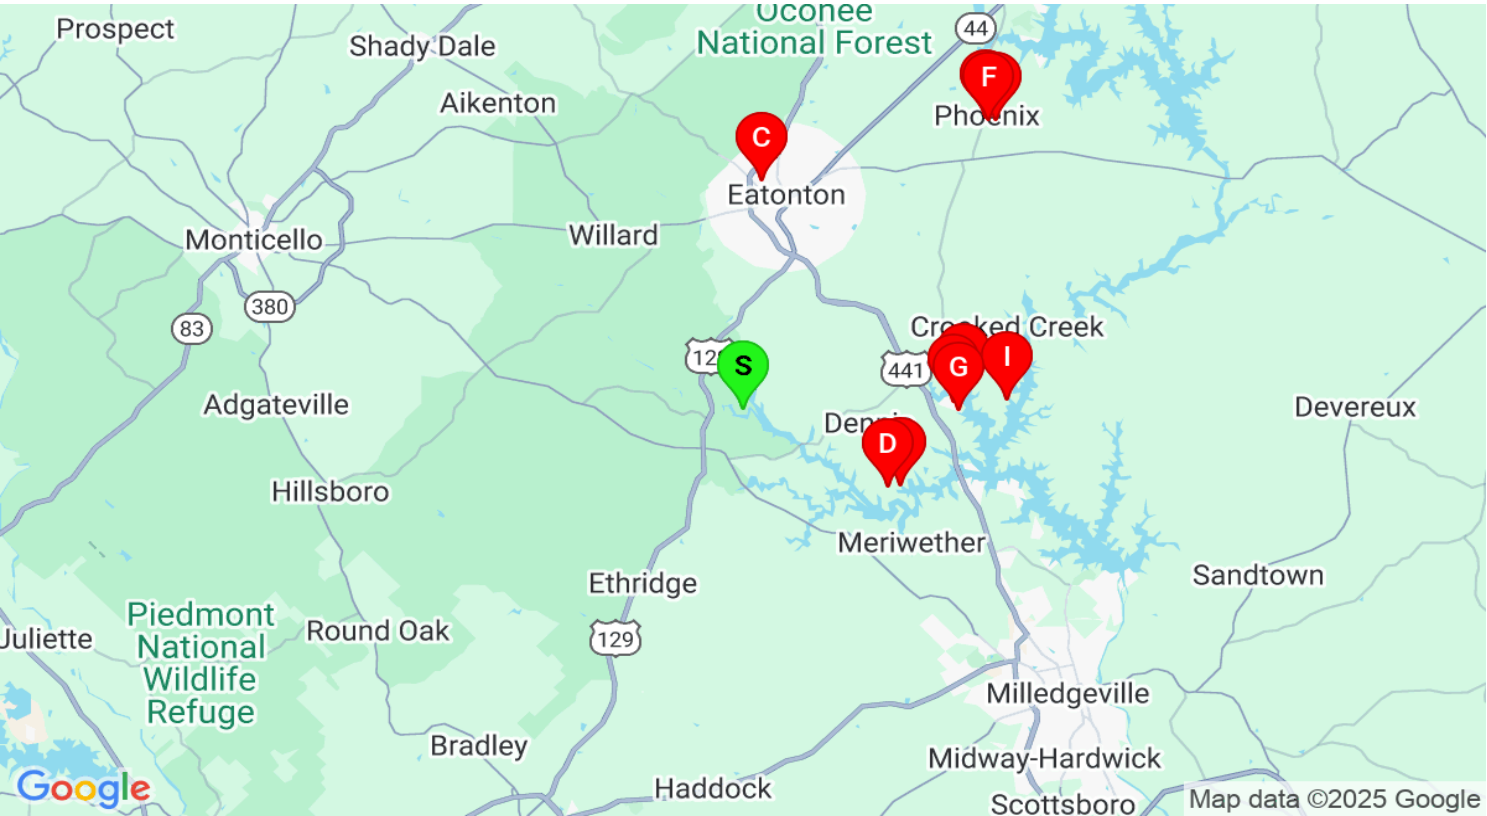 Prospect
Shady Dale
Oconee
National Forest
44
F
Aikenton
Phoenix
C
Eatonton
Willard
Monticello
380
83
Crooked Creek
S
441
G
I
Adgateville
Devereux
D
Hillsboro
Meriwether
Sandtown
Ethridge
Piedmont
National
Wildlife
Refuge
Juliette
Round Oak
129
Milledgeville
Bradley
Midway-Hardwick
Google
Haddock
Scottsboro
Map data ©2025 Google